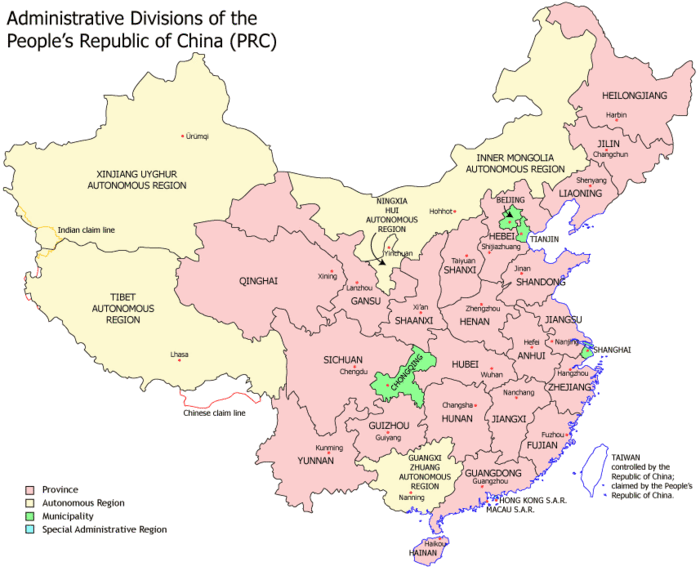 Administrative Divisions of the
People's Republic of China (PRC)
HEILONGJIANG
Harbin
JILIN
Changchun
Ürümqi
INNER MONGOLIA
AUTONOMOUS REGION
XINJIANG UYGHUR
AUTONOMOUS REGION
Shenyang
LIAONING
NINGXIA
HUI
AUTONOMOUS
REGION
BEIJING
Hohhot
Indian claim line
HEBEI
TIANJIN
Shijiazhuang
Yinchuan
Taiyuan
SHANXI
Jinan
SHANDONG
Xining
QINGHAI
Lanzhou
GANSU
TIBET
AUTONOMOUS
REGION
Xi'an
SHAANXI
Zhengzhou
HENAN
JIANGSU
Hefei
Nanjing
ANHUI
SHANGHAI
Lhasa
SICHUAN
Chengdu
CHONGQING
HUBEI
Wuhan
Hangzhou
ZHEJIANG
Chinese claim line
Changsha
HUNAN
Nanchang
JIANGXI
GUIZHOU
Guiyang
Fuzhou
FUJIAN
Kunming
YUNNAN
GUANGXI
ZHUANG
AUTONOMOUS
REGION
Nanning
GUANGDONG
Guangzhou
TAIWAN
controlled by the
Republic of China;
claimed by the People's
Republic of China.
HONG KONG S.A.R.
MACAU S.A.R.
Haikou
HAINAN
Province
Autonomous Region
Municipality
Special Administrative Region